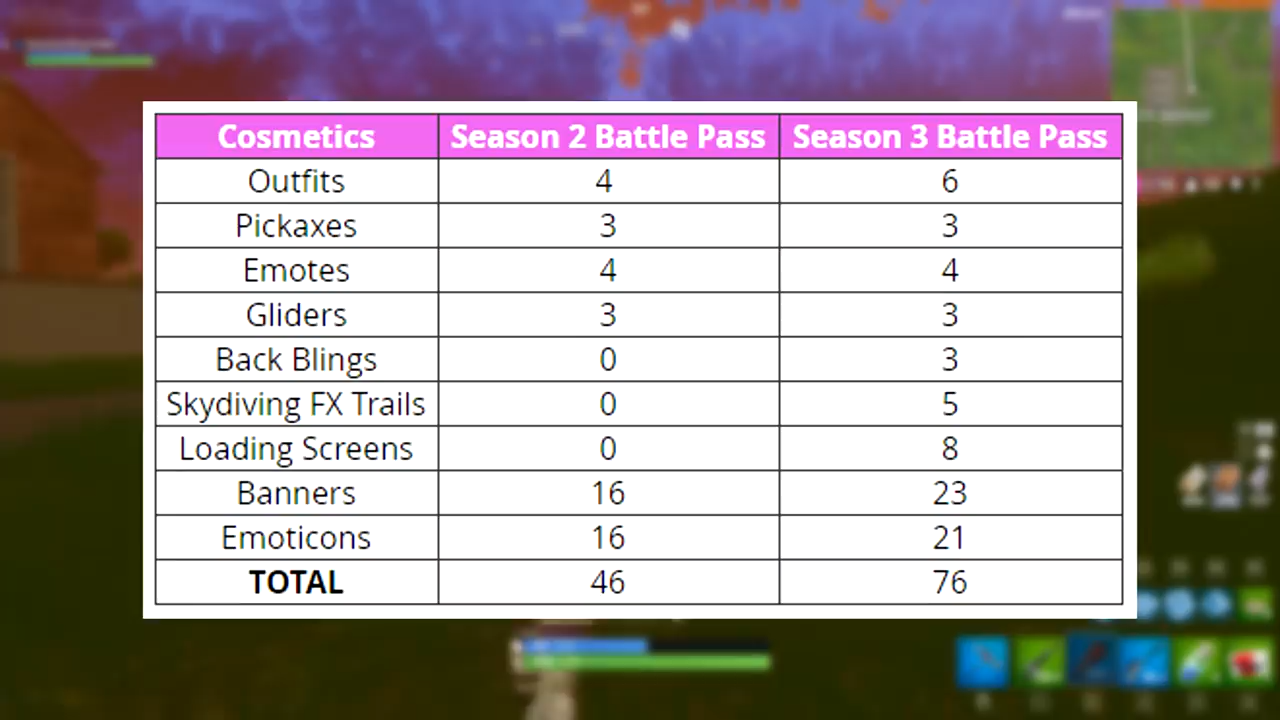 Cosmetics Season 2 Battle Pass Season 3 Battle Pass
Outfits 4 6
Pickaxes 3 3
Emotes 4 4
Gliders 3 3
Back Blings 0 3
Skydiving FX Trails 0 5
Loading Screens 0 8
Banners 16 23
Emoticons 16 21
TOTAL 46 76